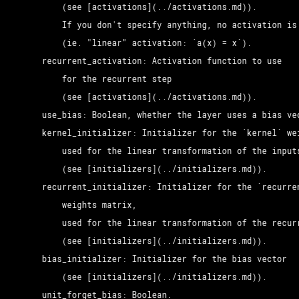 (see [activations](../activations.md)).
If you don't specify anything, no activation is
(ie. "linear" activation: `a(x) = x`).
recurrent_activation: Activation function to use
for the recurrent step
(see [activations](../activations.md)).
use_bias: Boolean, whether the layer uses a bias
kernel_initializer: Initializer for the `kernel`
used for the linear transformation of the inputs
(see [initializers](../initializers.md)).
recurrent_initializer: Initializer for the
weights matrix,
used for the linear transformation of the
(see [initializers](../initializers.md)).
bias_initializer: Initializer for the bias vector
(see [initializers](../initializers.md)).
unit_forget_bias: Boolean.